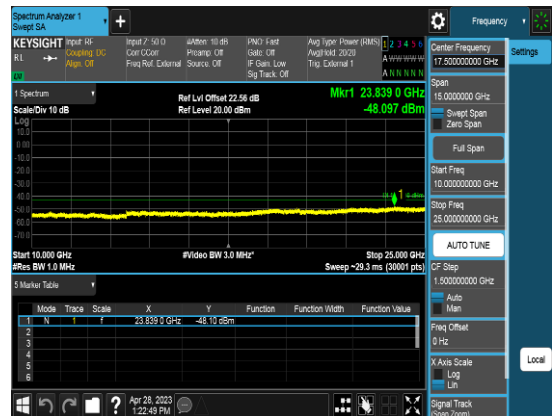 Spectrum Analyzer 1
Swept SA
+
Frequency
KEYSIGHT
Input: RF
Coupling: DC
Align: Off
Input Z: 50 Ω
Corr CCorr
Freq Ref: External
#Atten: 10 dB
Preamp: Off
Source: Off
PNO: Fast
Gate: Off
IF Gain: Low
Sig Track: Off
Avg Type: Power (RMS)
Avg|Hold: 20/20
Trig: External 1
1 2 3 4 5 6
A W W W W W
A N N N N N
1 Spectrum
Scale/Div 10 dB
Ref Lvl Offset 22.56 dB
Ref Level 20.00 dBm
Mkr1 23.839 0 GHz
-48.097 dBm
Log
10.0
0.00
-10.0
-20.0
-30.0
-40.0
-50.0
-60.0
-70.0
1
Start 10.000 GHz
#Res BW 1.0 MHz
#Video BW 3.0 MHz*
Stop 25.000 GHz
Sweep ~29.3 ms (30001 pts)
5 Marker Table
Mode Trace Scale X Y Function Function Width Function Value
1 N 1 f 23.839 0 GHz -48.10 dBm
2
3
4
5
6
Apr 28, 2023
1:22:49 PM
Center Frequency
17.500000000 GHz
Settings
Span
15.0000000 GHz
Swept Span
Zero Span
Full Span
Start Freq
10.000000000 GHz
Stop Freq
25.000000000 GHz
AUTO TUNE
CF Step
1.500000000 GHz
Auto
Man
Freq Offset
0 Hz
X Axis Scale
Log
Lin
Local
Signal Track
(Span Zoom)